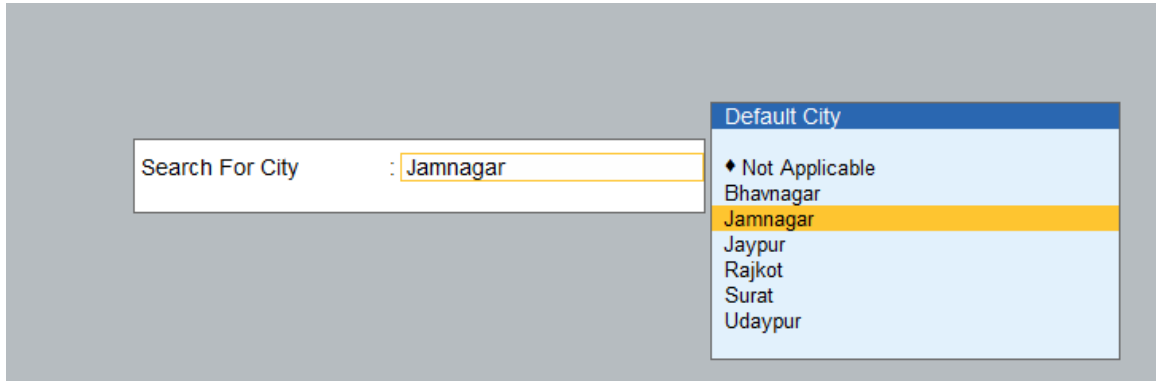 Default City
Search For City : Jamnagar
♦ Not Applicable
Bhavnagar
Jamnagar
Jaypur
Rajkot
Surat
Udaypur